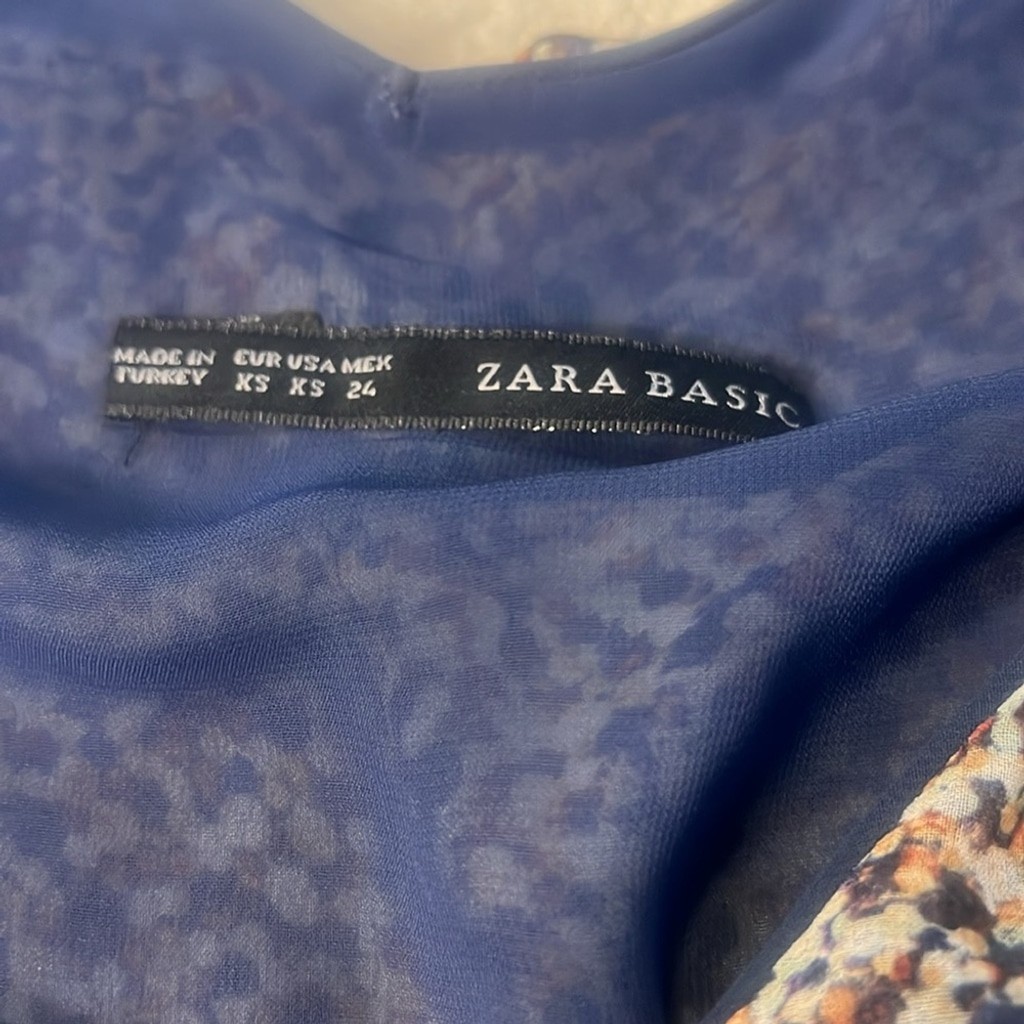 MADE IN TURKEY
EUR USA MEX
XS XS 24
ZARA BASIC